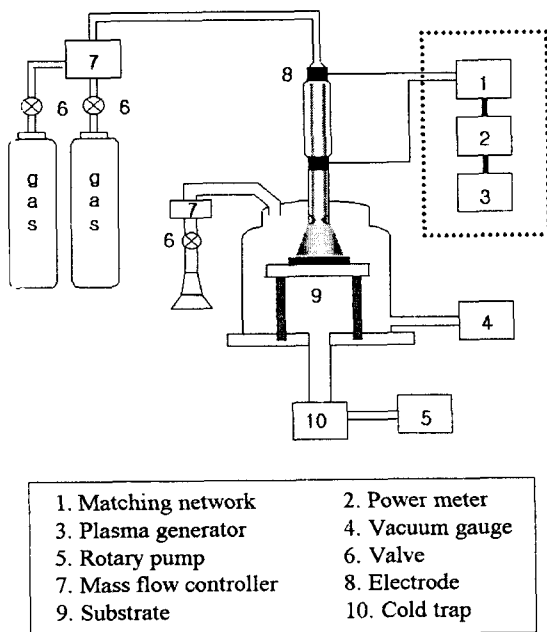 7
8
1
6
6
2
gas
gas
3
7
6
9
4
10
5
1. Matching network
2. Power meter
3. Plasma generator
4. Vacuum gauge
5. Rotary pump
6. Valve
7. Mass flow controller
8. Electrode
9. Substrate
10. Cold trap